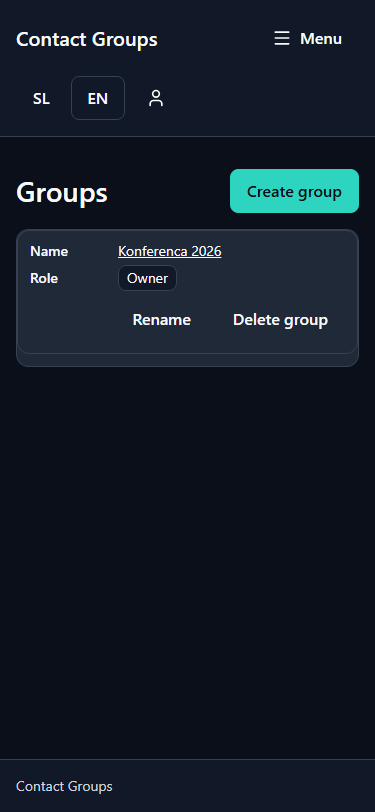 Contact Groups
Menu
SL
EN
Groups
Create group
Name
Konferenca 2026
Role
Owner
Rename
Delete group
Contact Groups